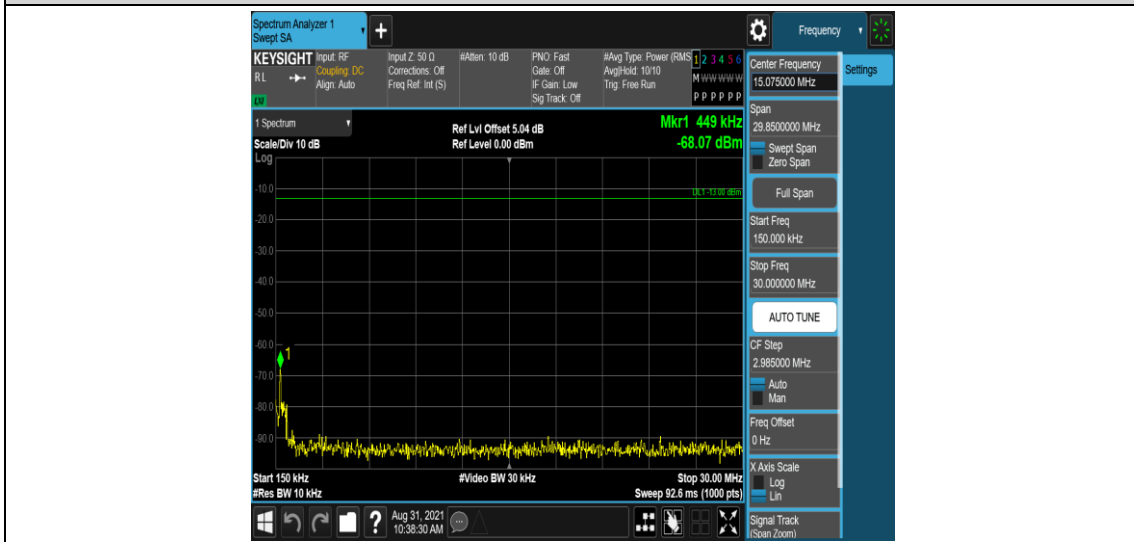 Spectrum Analyzer 1
Swept SA
+
Frequency
KEYSIGHT
RL
LXI
Input: RF
Coupling: DC
Align: Auto
Input Z: 50 Ω
Corrections: Off
Freq Ref: Int (S)
#Atten: 10 dB
PNO: Fast
Gate: Off
IF Gain: Low
Sig Track: Off
#Avg Type: Power (RMS
Avg|Hold: 10/10
Trig: Free Run
1 2 3 4 5 6
M W W W W W
P P P P P P
Center Frequency
15.075000 MHz
Settings
Span
29.8500000 MHz
Swept Span
Zero Span
Full Span
Start Freq
150.000 kHz
Stop Freq
30.000000 MHz
AUTO TUNE
CF Step
2.985000 MHz
Auto
Man
Freq Offset
0 Hz
X Axis Scale
Log
Lin
Signal Track
(Span Zoom)
1 Spectrum
Scale/Div 10 dB
Log
Ref Lvl Offset 5.04 dB
Ref Level 0.00 dBm
Mkr1 449 kHz
-68.07 dBm
DL1 -13.00 dBm
-10.0
-20.0
-30.0
-40.0
-50.0
-60.0
-70.0
-80.0
-90.0
1
Start 150 kHz
#Res BW 10 kHz
#Video BW 30 kHz
Stop 30.00 MHz
Sweep 92.6 ms (1000 pts)
?
Aug 31, 2021
10:38:30 AM